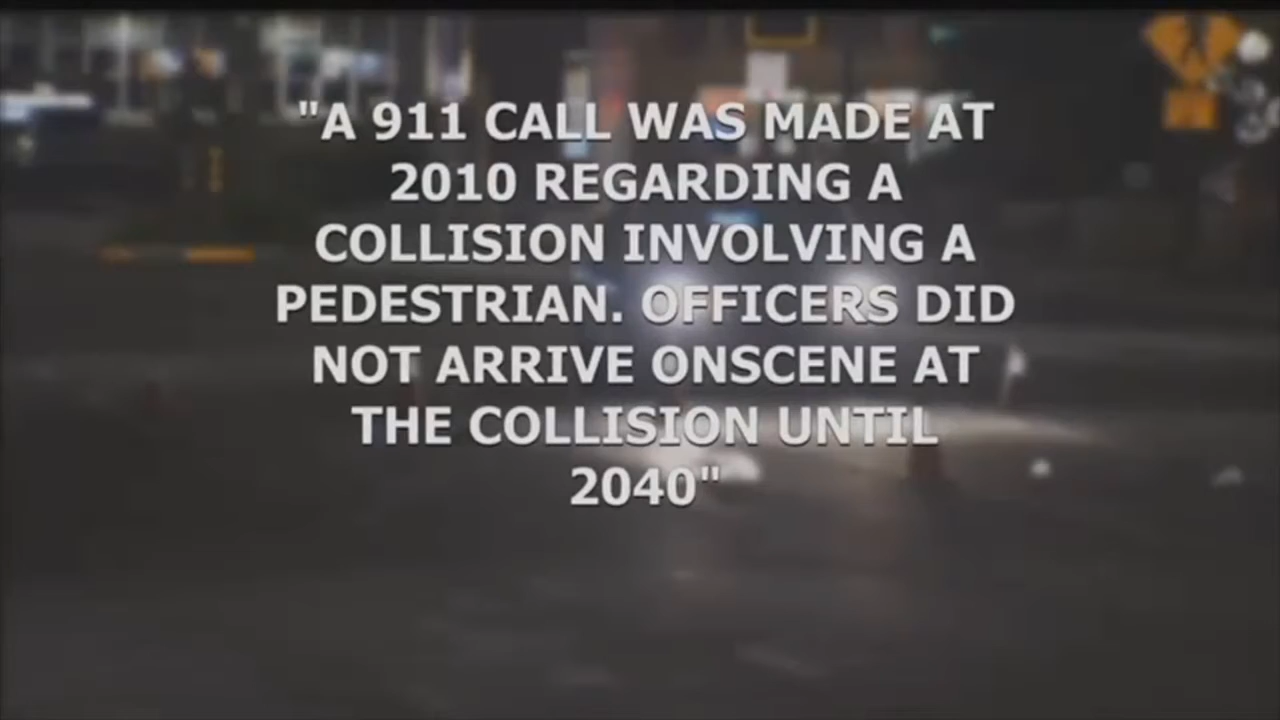 "A 911 CALL WAS MADE AT
2010 REGARDING A
COLLISION INVOLVING A
PEDESTRIAN. OFFICERS DID
NOT ARRIVE ONSCENE AT
THE COLLISION UNTIL
2040"